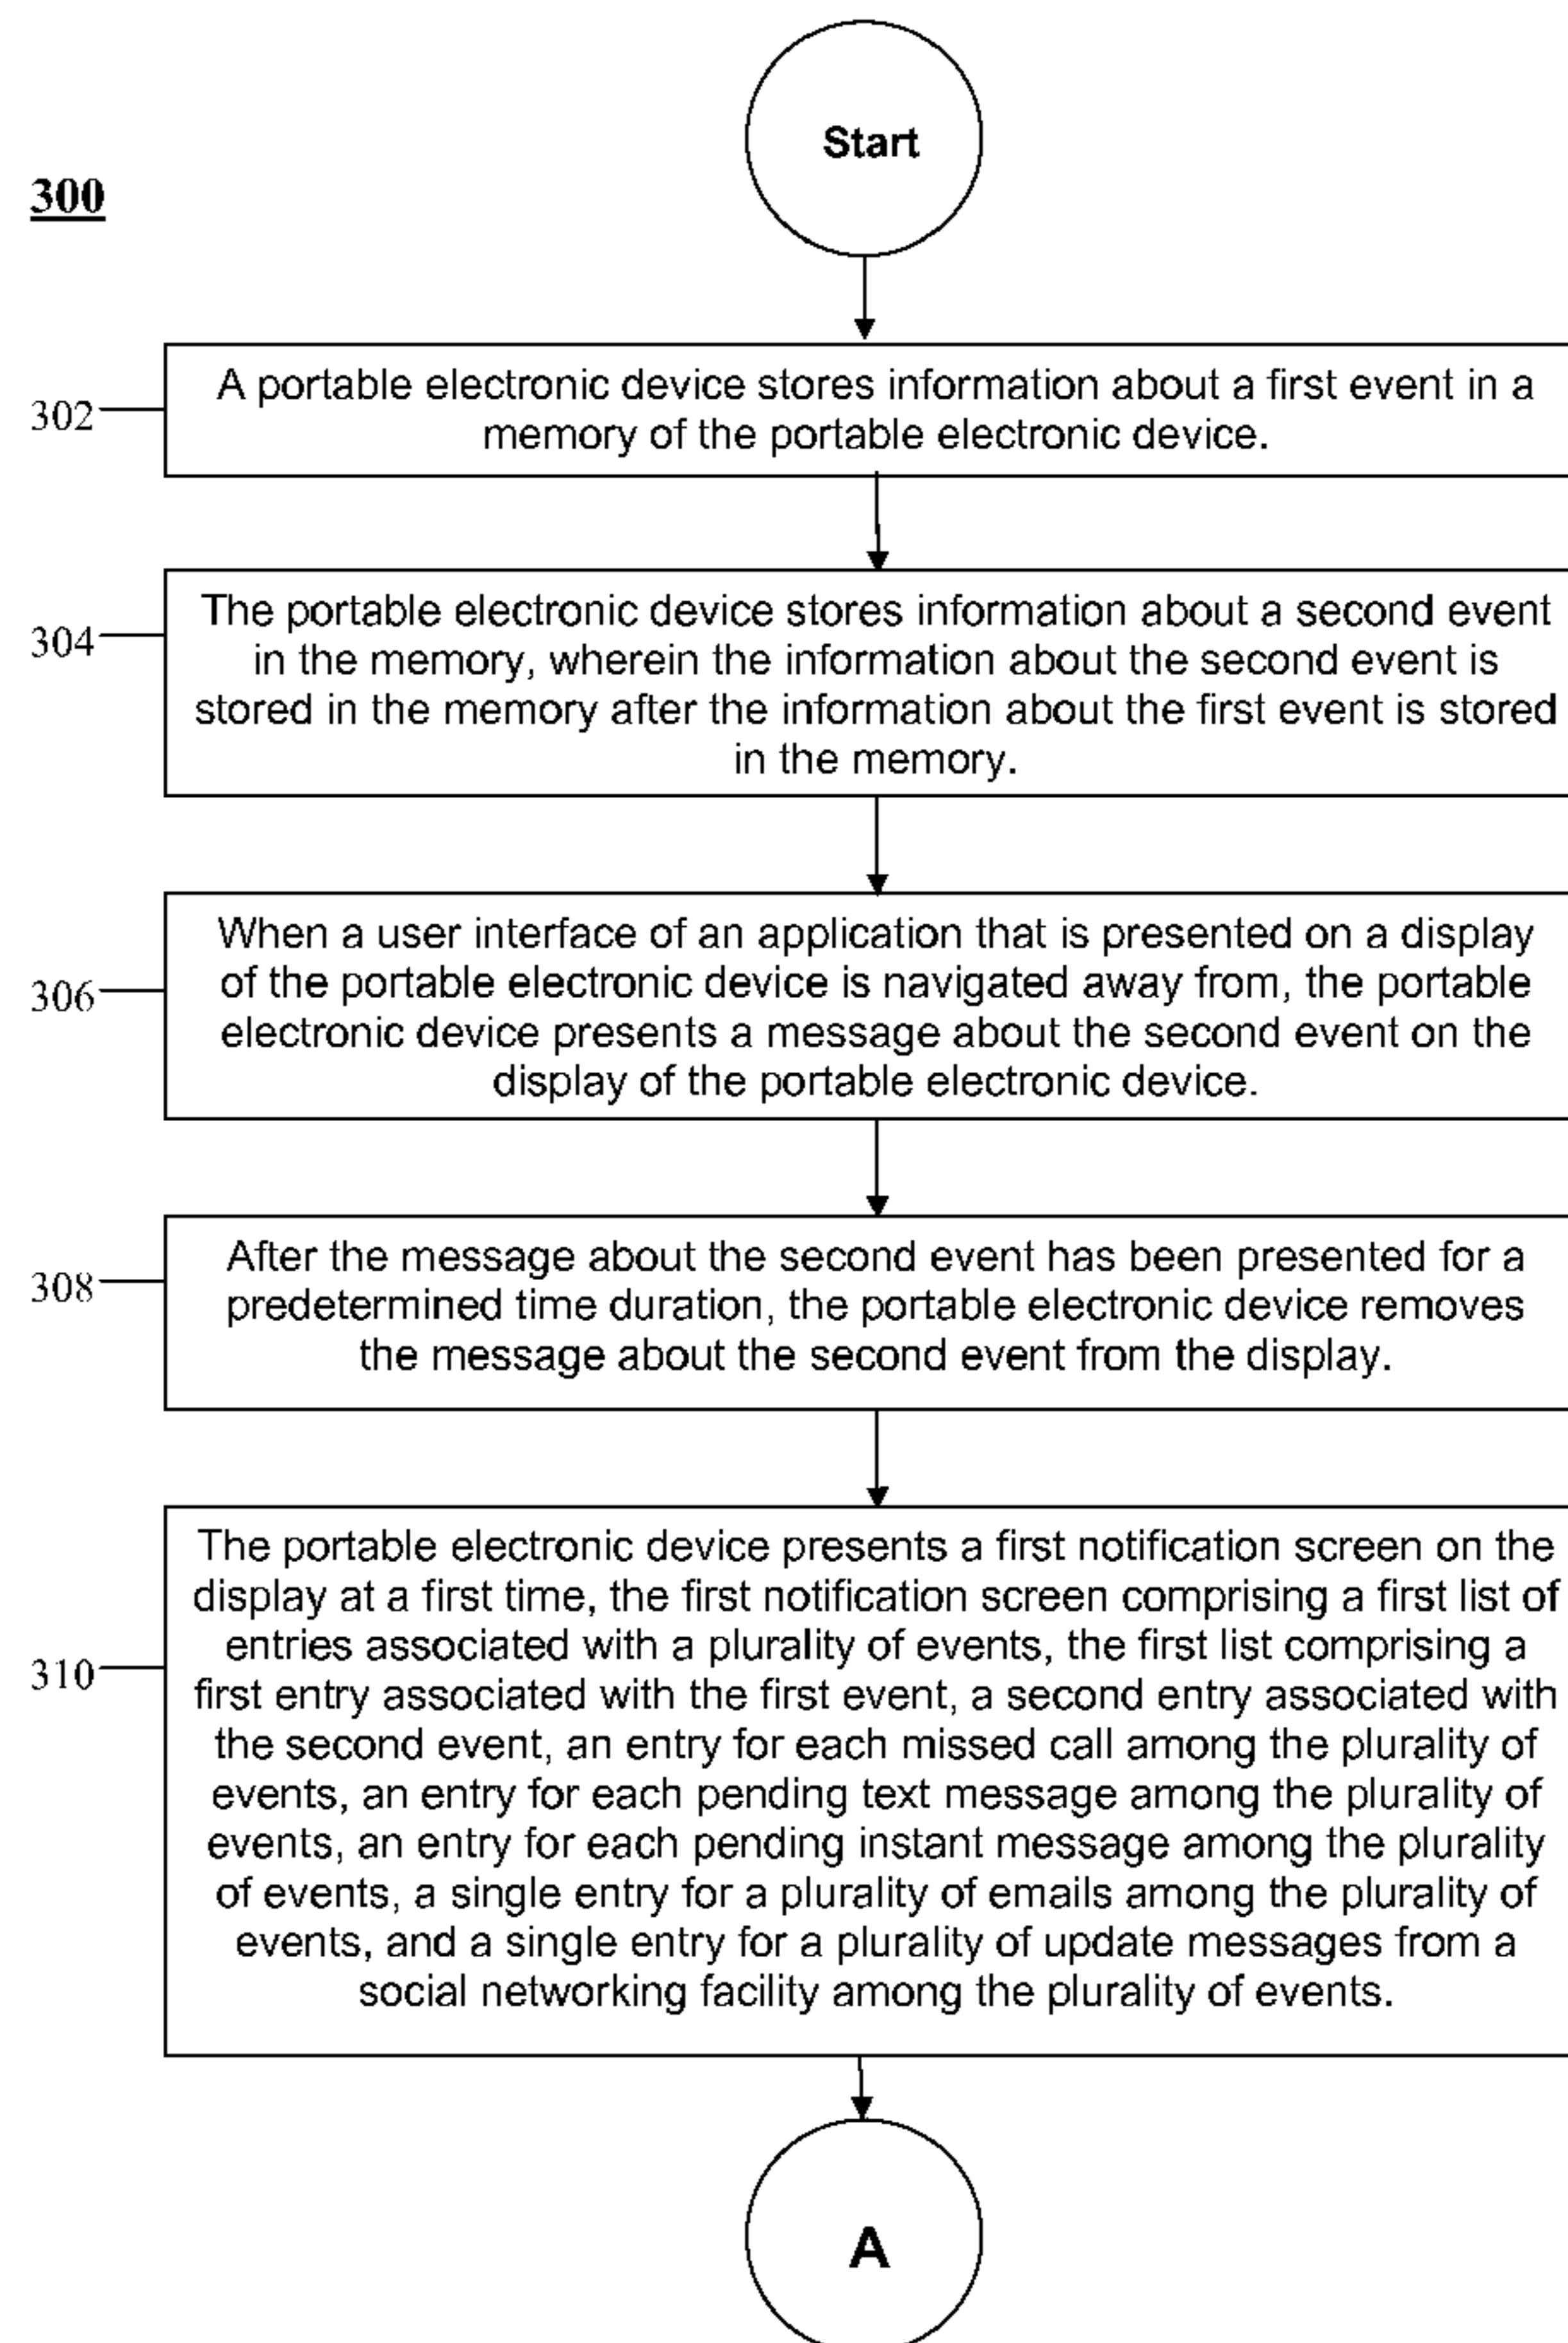 Start
300
302
A portable electronic device stores information about a first event in a
memory of the portable electronic device.
304
The portable electronic device stores information about a second event
in the memory, wherein the information about the second event is
stored in the memory after the information about the first event is stored
in the memory.
306
When a user interface of an application that is presented on a display
of the portable electronic device is navigated away from, the portable
electronic device presents a message about the second event on the
display of the portable electronic device.
308
After the message about the second event has been presented for a
predetermined time duration, the portable electronic device removes
the message about the second event from the display.
310
The portable electronic device presents a first notification screen on the
display at a first time, the first notification screen comprising a first list of
entries associated with a plurality of events, the first list comprising a
first entry associated with the first event, a second entry associated with
the second event, an entry for each missed call among the plurality of
events, an entry for each pending text message among the plurality of
events, an entry for each pending instant message among the plurality
of events, a single entry for a plurality of emails among the plurality of
events, and a single entry for a plurality of update messages from a
social networking facility among the plurality of events.
A